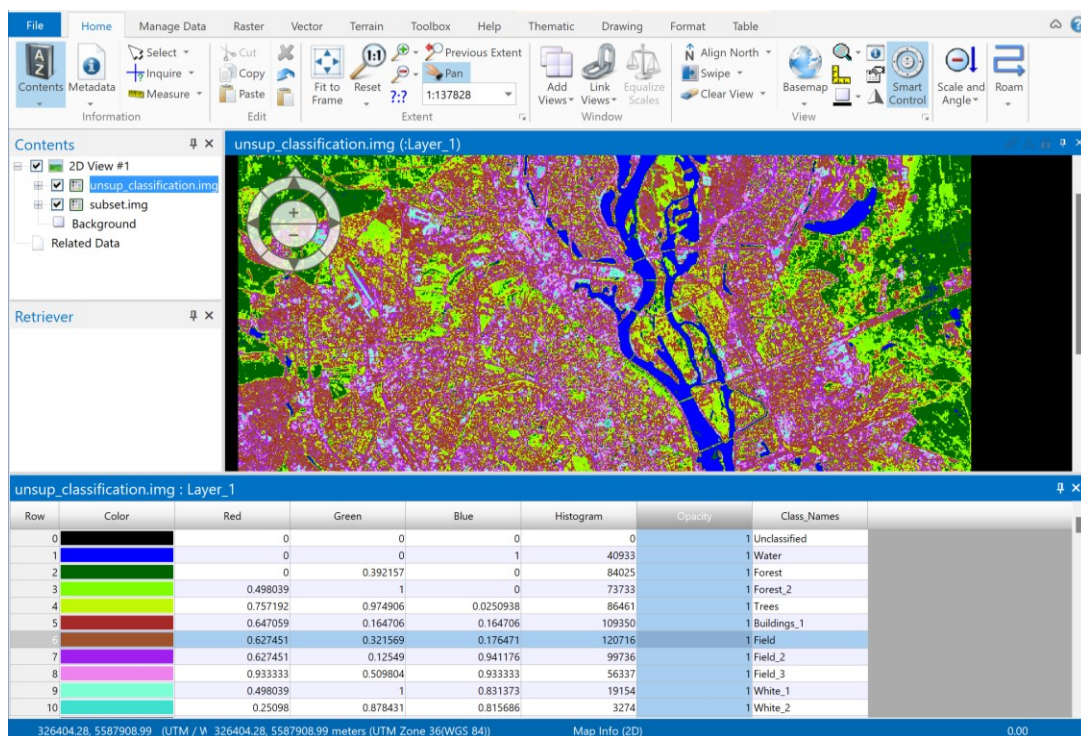 File Home Manage Data Raster Vector Terrain Toolbox Help Thematic Drawing Format Table
Contents
Metadata
Select
Inquire
Measure
Information
Cut
Copy
Paste
Edit
Fit to Frame
1:1
Reset
?:?
Previous Extent
Pan
1:137828
Extent
Add Views
Link Views
Equalize Scales
Window
Align North
Swipe
Clear View
Basemap
View
Smart Control
Scale and Angle
Roam
Contents
2D View #1
unsup_classification.img
subset.img
Background
Related Data
Retriever
unsup_classification.img (:Layer_1)
unsup_classification.img : Layer_1
Row Color Red Green Blue Histogram Opacity Class_Names
0 0 0 0 0 1 Unclassified
1 0 0 1 40933 1 Water
2 0 0.392157 0 84025 1 Forest
3 0.498039 1 0 73733 1 Forest_2
4 0.757192 0.974906 0.0250938 86461 1 Trees
5 0.647059 0.164706 0.164706 109350 1 Buildings_1
6 0.627451 0.321569 0.176471 120716 1 Field
7 0.627451 0.12549 0.941176 99736 1 Field_2
8 0.933333 0.509804 0.933333 56337 1 Field_3
9 0.498039 1 0.831373 19154 1 White_1
10 0.25098 0.878431 0.815686 3274 1 White_2
326404.28, 5587908.99 (UTM / W 326404.28, 5587908.99 meters (UTM Zone 36(WGS 84)) Map Info (2D) 0.00